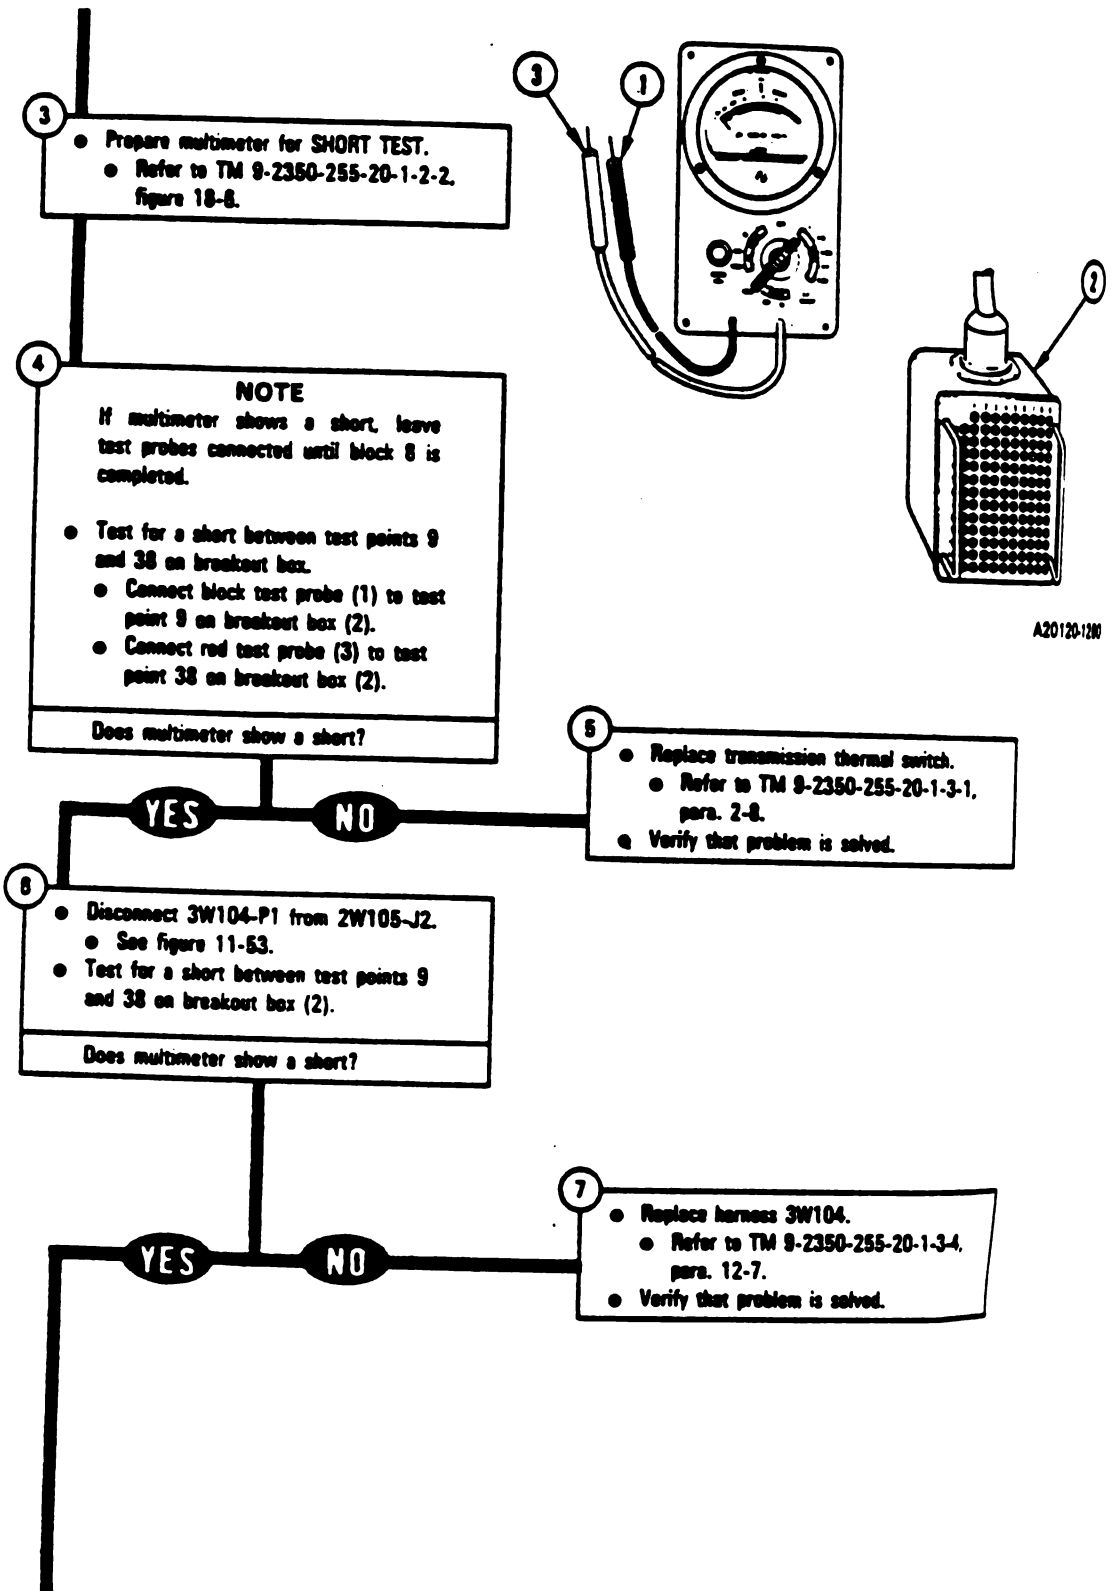 3
● Prepare multimeter for SHORT TEST.
● Refer to TM 9-2350-255-20-1-2-2,
figure 18-6.
3
1
2
A20120-1280
4
NOTE
If multimeter shows a short, leave
test probes connected until block 6 is
completed.
● Test for a short between test points 9
and 38 on breakout box.
● Connect block test probe (1) to test
point 9 on breakout box (2).
● Connect red test probe (3) to test
point 38 on breakout box (2).
Does multimeter show a short?
YES
NO
5
● Replace transmission thermal switch.
● Refer to TM 9-2350-255-20-1-3-1,
para. 2-8.
● Verify that problem is solved.
6
● Disconnect 3W104-P1 from 2W105-J2.
● See figure 11-53.
● Test for a short between test points 9
and 38 on breakout box (2).
Does multimeter show a short?
YES
NO
7
● Replace harness 3W104.
● Refer to TM 9-2350-255-20-1-3-4,
para. 12-7.
● Verify that problem is solved.